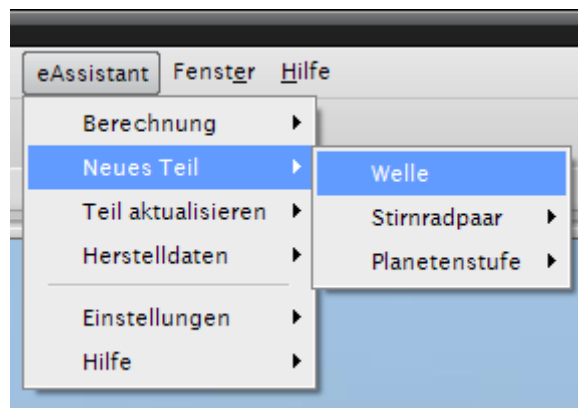 eAssistant Fenster Hilfe
Berechnung
Neues Teil
Teil aktualisieren
Herstelldaten
Einstellungen
Hilfe
Welle
Stirnradpaar
Planetenstufe